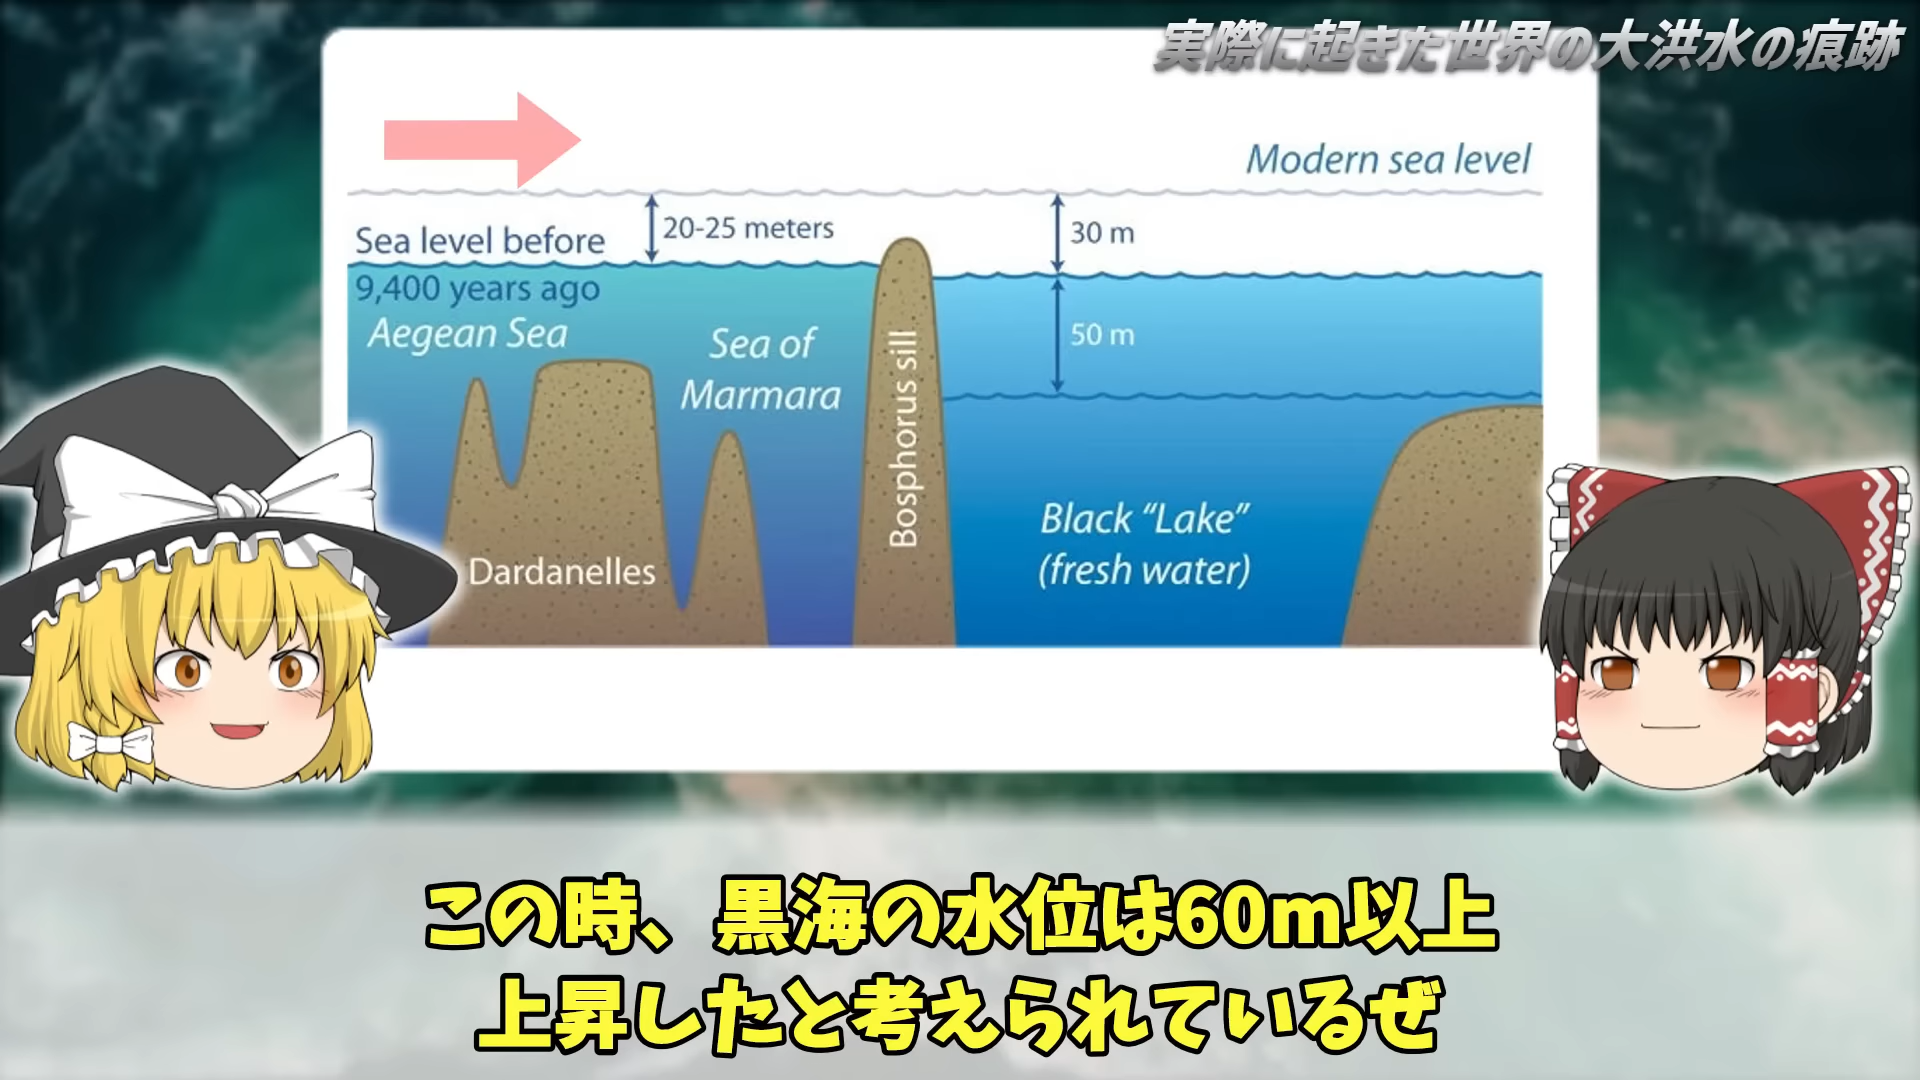 実際に起きた世界の大洪水の痕跡
Modern sea level
20-25 meters
30 m
Sea level before
9,400 years ago
Aegean Sea
Sea of
Marmara
50 m
Bosphorus sill
Dardanelles
Black “Lake”
(fresh water)
この時、黒海の水位は60m以上
上昇したと考えられているぜ